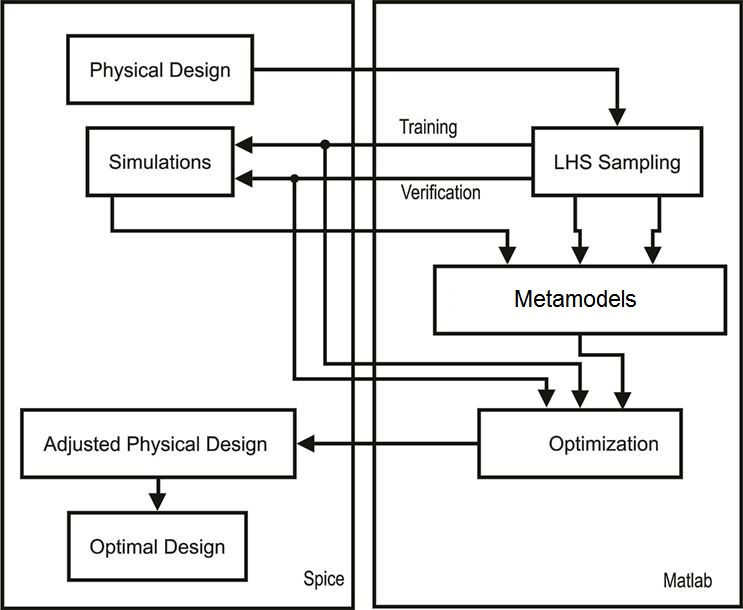 Physical Design
Training
Simulations
LHS Sampling
Verification
Metamodels
Adjusted Physical Design
Optimization
Optimal Design
Spice
Matlab